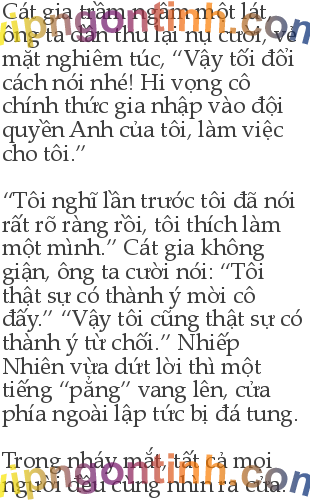 Cát gia trầm ngâm một lát,
ông ta dần thu lại nụ cười, vẻ
mặt nghiêm túc, “Vậy tôi đổi
cách nói nhé! Hi vọng cô
chính thức gia nhập vào đội
quyền Anh của tôi, làm việc
cho tôi.”
“Tôi nghĩ lần trước tôi đã nói
rất rõ ràng rồi, tôi thích làm
một mình.” Cát gia không
giận, ông ta cười nói: “Tôi
thật sự có thành ý mời cô
đấy.” “Vậy tôi cũng thật sự có
thành ý từ chối.” Nhiếp
Nhiên vừa dứt lời thì một
tiếng “pằng” vang lên, cửa
phía ngoài lập tức bị đá tung.
Trong nháy mắt, tất cả mọi
người đều cùng nhìn ra cửa.